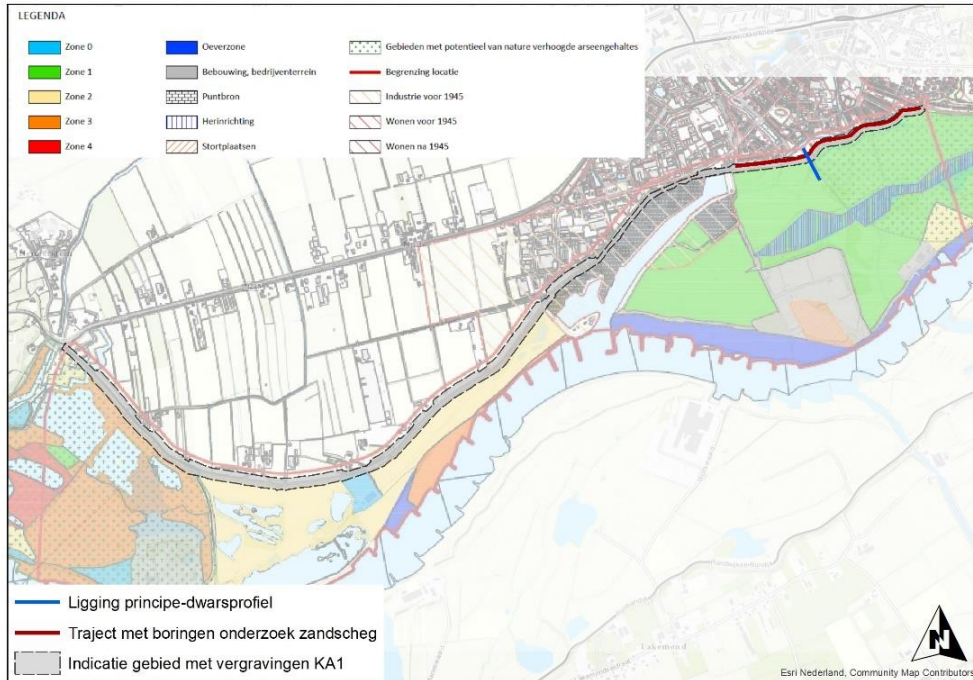 LEGENDA
Zone 0
Zone 1
Zone 2
Zone 3
Zone 4
Oeverzone
Bebouwing, bedrijventerrein
Puntbron
Herinrichting
Stortplaatsen
Gebieden met potentieel van nature verhoogde arseengehaltes
Begrenzing locatie
Industrie voor 1945
Wonen voor 1945
Wonen na 1945
Lakemond
Ligging principe-dwarsprofiel
Traject met boringen onderzoek zandscheg
Indicatie gebied met vergravingen KA1
N
Esri Nederland, Community Map Contributors